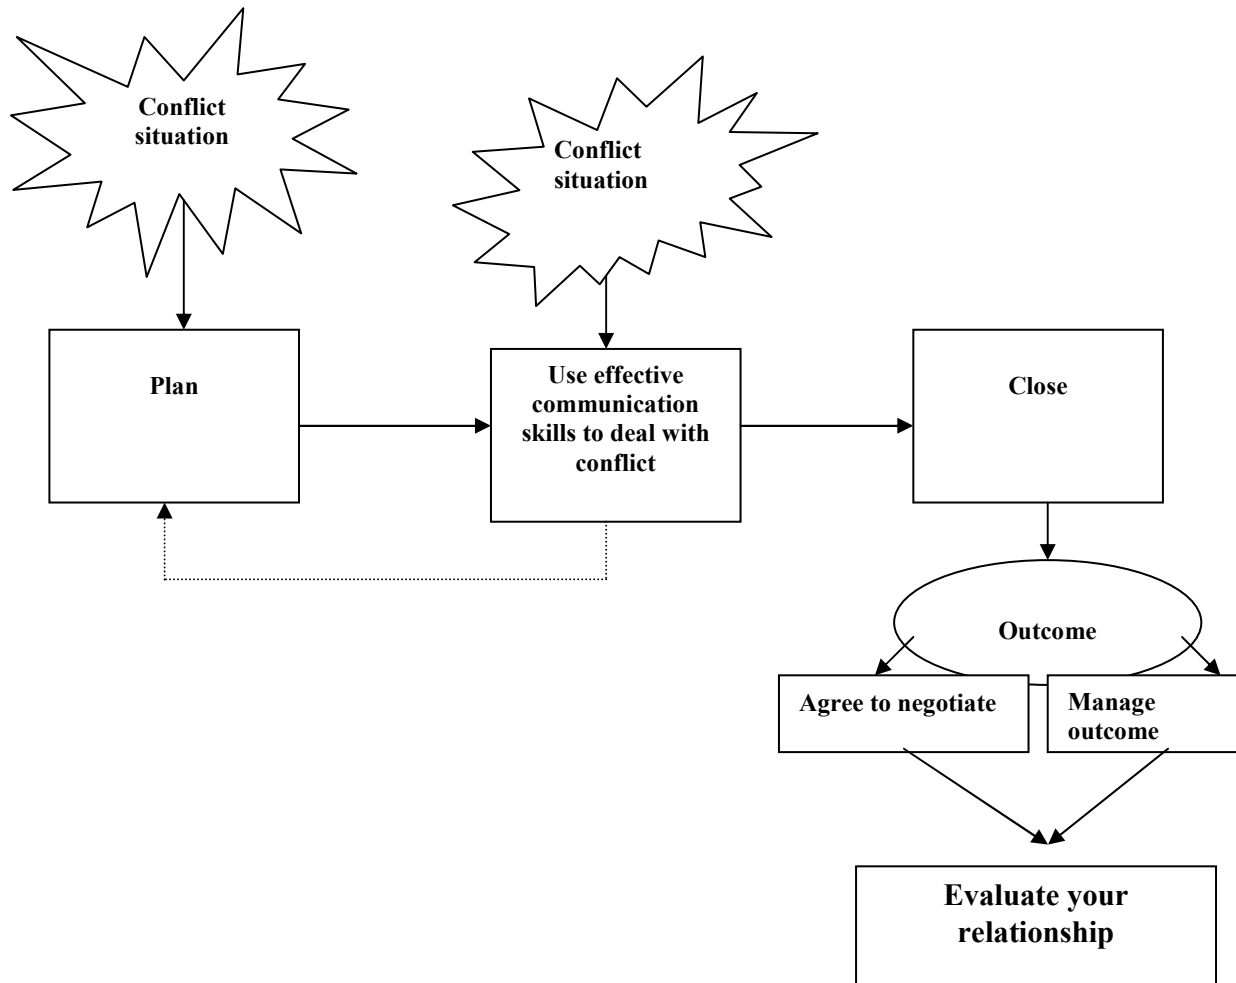 Conflict
situation
Conflict
situation
Plan
Use effective
communication
skills to deal with
conflict
Close
Outcome
Agree to negotiate
Manage
outcome
Evaluate your
relationship